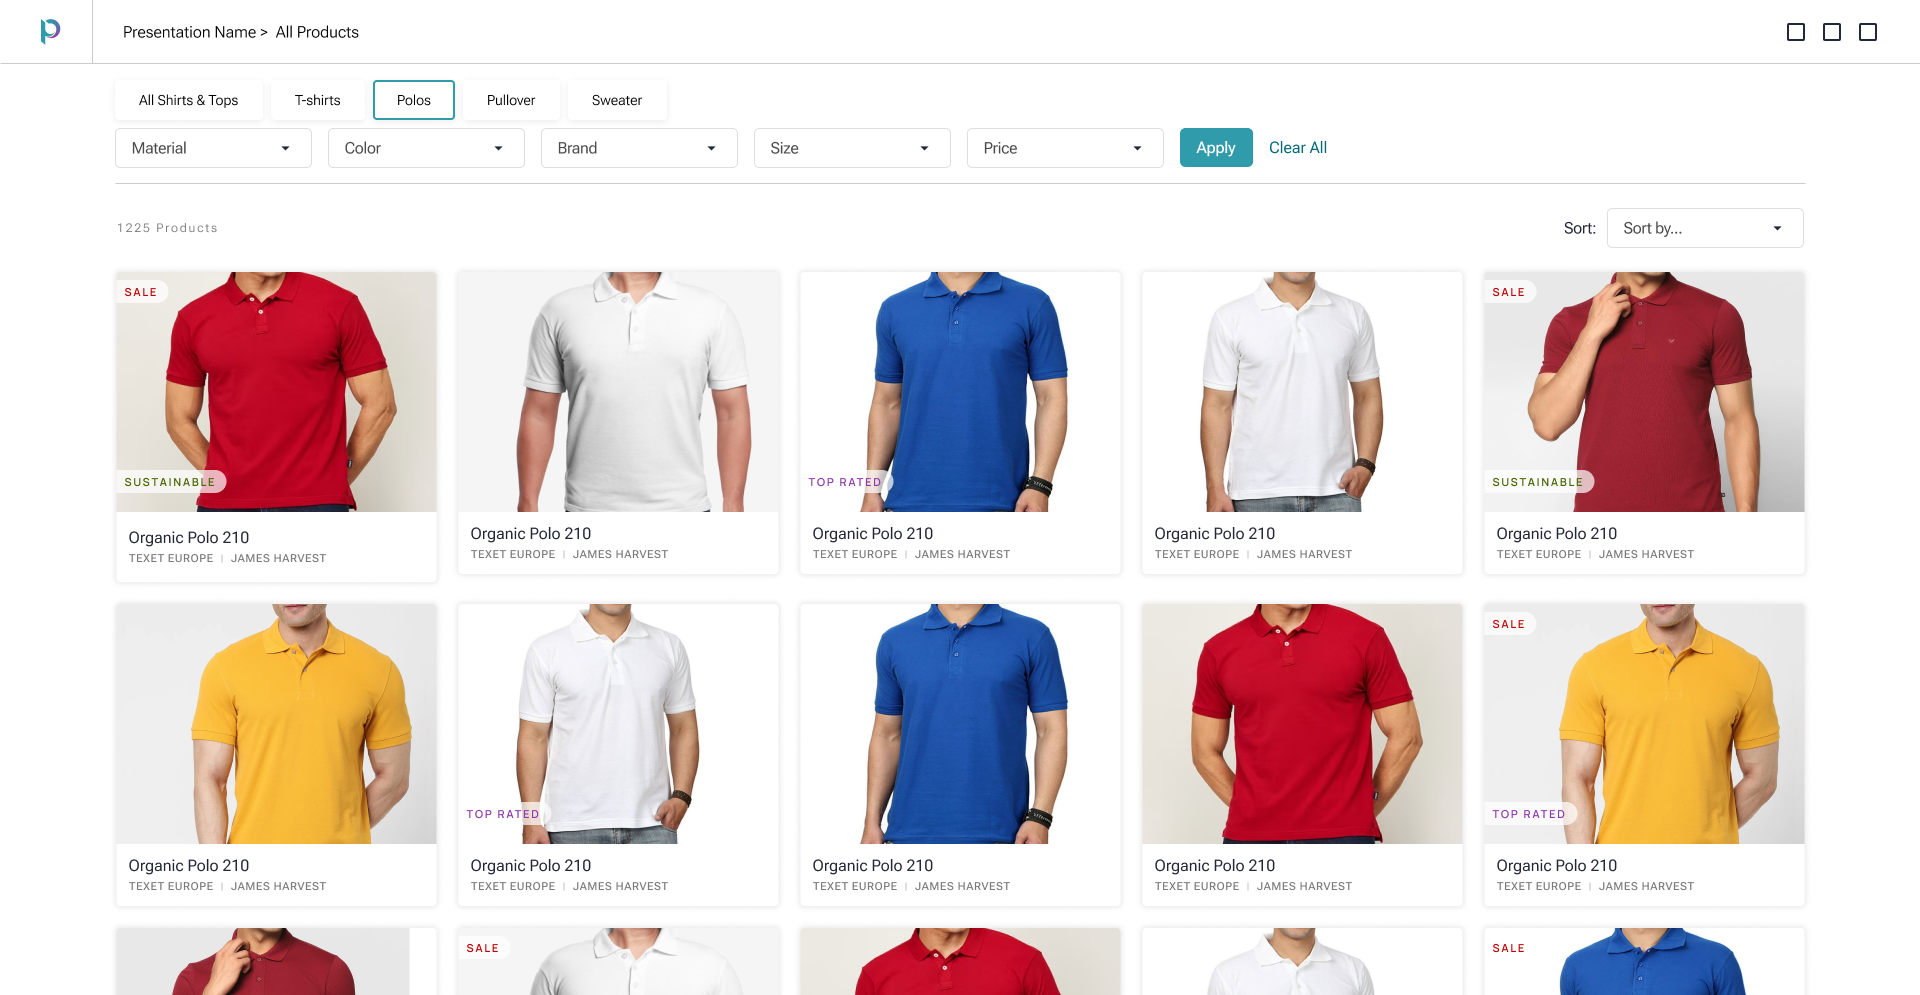 Presentation Name > All Products
All Shirts & Tops
T-shirts
Polos
Pullover
Sweater
Material
Color
Brand
Size
Price
Apply
Clear All
1225 Products
Sort:
Sort by...
SALE
SUSTAINABLE
Organic Polo 210
TEXET EUROPE | JAMES HARVEST
Organic Polo 210
TEXET EUROPE | JAMES HARVEST
TOP RATED
Organic Polo 210
TEXET EUROPE | JAMES HARVEST
Organic Polo 210
TEXET EUROPE | JAMES HARVEST
SALE
SUSTAINABLE
Organic Polo 210
TEXET EUROPE | JAMES HARVEST
Organic Polo 210
TEXET EUROPE | JAMES HARVEST
TOP RATED
Organic Polo 210
TEXET EUROPE | JAMES HARVEST
Organic Polo 210
TEXET EUROPE | JAMES HARVEST
Organic Polo 210
TEXET EUROPE | JAMES HARVEST
SALE
TOP RATED
Organic Polo 210
TEXET EUROPE | JAMES HARVEST
SALE
SALE